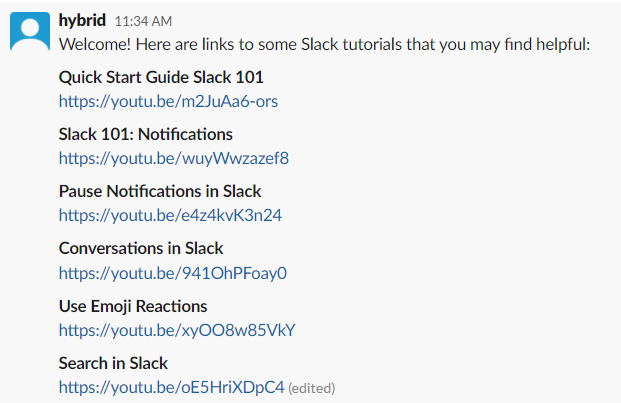 hybrid 11:34 AM
Welcome! Here are links to some Slack tutorials that you may find helpful:
Quick Start Guide Slack 101
https://youtu.be/m2JuAa6-ors
Slack 101: Notifications
https://youtu.be/wuyWwzazef8
Pause Notifications in Slack
https://youtu.be/e4z4kvK3n24
Conversations in Slack
https://youtu.be/941OhPFoay0
Use Emoji Reactions
https://youtu.be/xyOO8w85VkY
Search in Slack
https://youtu.be/oE5HriXDpC4 (edited)